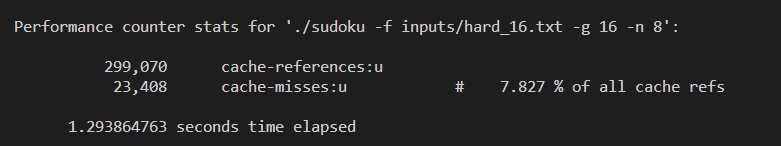 Performance counter stats for './sudoku -f inputs/hard_16.txt -g 16 -n 8':
299,070 cache-references:u
23,408 cache-misses:u # 7.827 % of all cache refs
1.293864763 seconds time elapsed